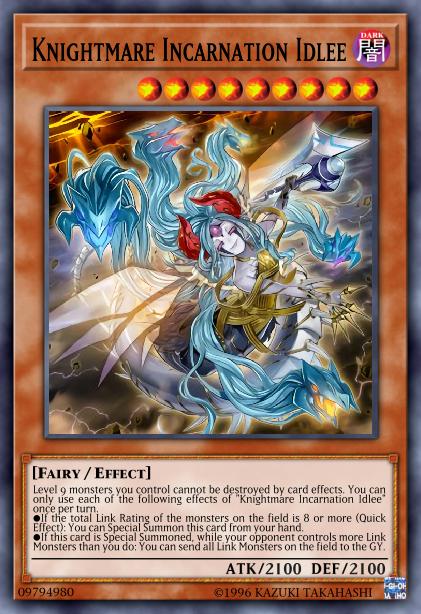 KNIGHTMARE INCARNATION IDLEE
DARK
闇
[FAIRY / EFFECT]
Level 9 monsters you control cannot be destroyed by card effects. You can
only use each of the following effects of "Knightmare Incarnation Idlee"
once per turn.
●If the total Link Rating of the monsters on the field is 8 or more (Quick
Effect): You can Special Summon this card from your hand.
●If this card is Special Summoned, while your opponent controls more Link
Monsters than you do: You can send all Link Monsters on the field to the GY.
ATK/2100 DEF/2100
09794980
©1996 KAZUKI TAKAHASHI